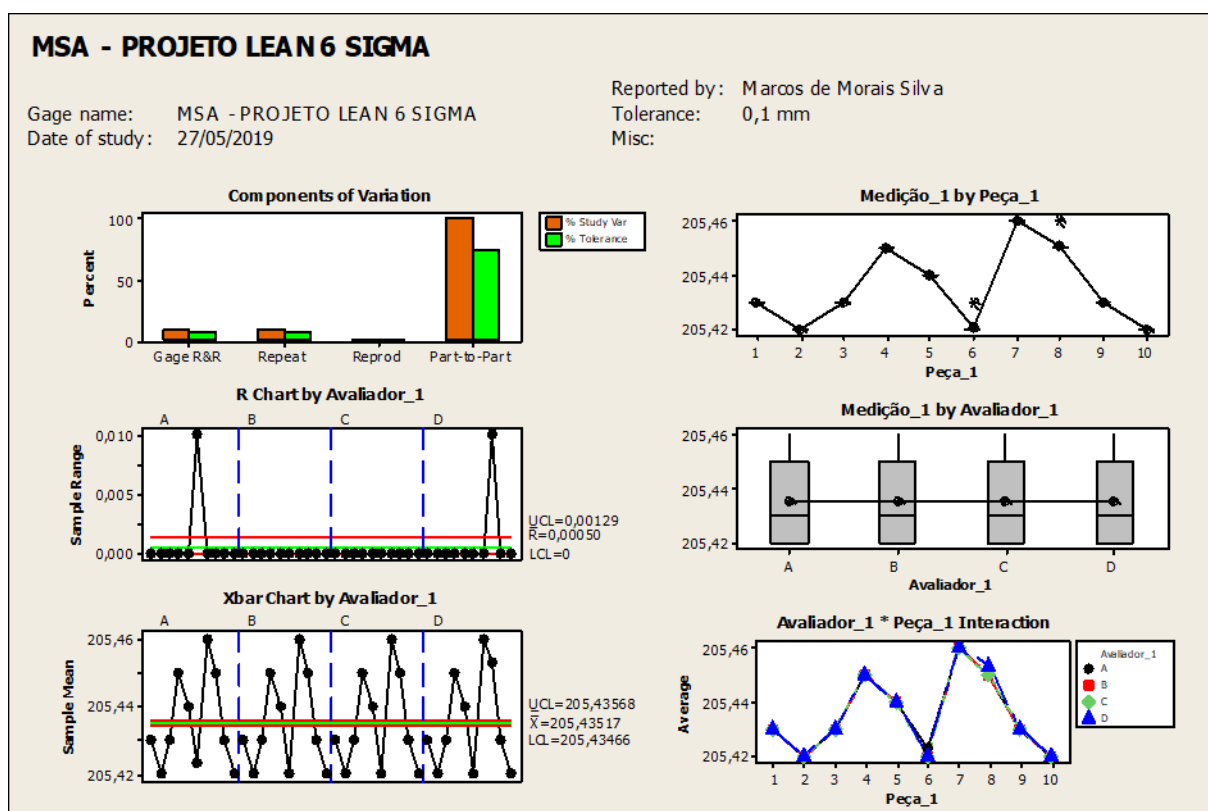 MSA - PROJETO LEAN 6 SIGMA
Gage name: MSA - PROJETO LEAN 6 SIGMA
Date of study: 27/05/2019
Reported by: Marcos de Morais Silva
Tolerance: 0,1 mm
Misc:
Components of Variation
Percent
100
50
0
Gage R&R Repeat Reprod Part-to-Part
% Study Var
% Tolerance
R Chart by Avaliador_1
A B C D
Sample Range
0,010
0,005
0,000
UCL=0,00129
R=0,00050
LCL=0
Xbar Chart by Avaliador_1
A B C D
Sample Mean
205,46
205,44
205,42
UCL=205,43568
X=205,43517
LCL=205,43466
Medição_1 by Peça_1
205,46
205,44
205,42
1 2 3 4 5 6 7 8 9 10
Peça_1
Medição_1 by Avaliador_1
205,46
205,44
205,42
A B C D
Avaliador_1
Avaliador_1 * Peça_1 Interaction
Average
205,46
205,44
205,42
1 2 3 4 5 6 7 8 9 10
Peça_1
Avaliador_1
A
B
C
D